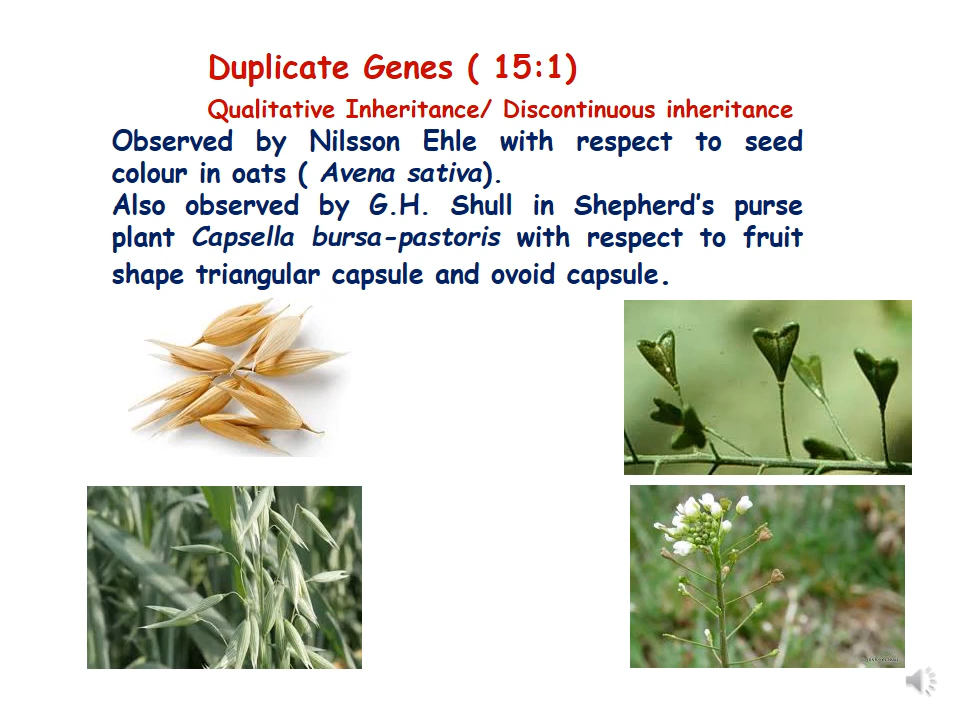 Duplicate Genes ( 15:1)
Qualitative Inheritance/ Discontinuous inheritance
Observed by Nilsson Ehle with respect to seed
colour in oats ( Avena sativa).
Also observed by G.H. Shull in Shepherd's purse
plant Capsella bursa-pastoris with respect to fruit
shape triangular capsule and ovoid capsule.